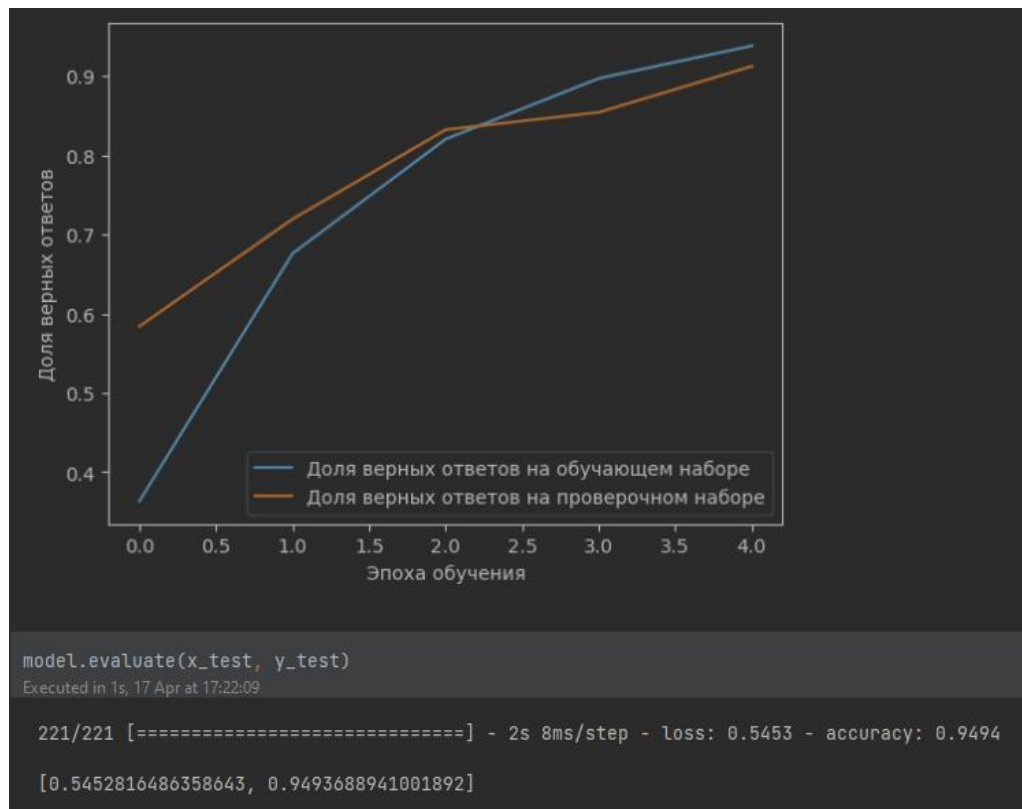 0.9
0.8
0.7
0.6
0.5
0.4
Доля верных ответов
Доля верных ответов на обучающем наборе
Доля верных ответов на проверочном наборе
0.0 0.5 1.0 1.5 2.0 2.5 3.0 3.5 4.0
Эпоха обучения
model.evaluate(x_test, y_test)
Executed in 1s, 17 Apr at 17:22:09
221/221 [==============================] - 2s 8ms/step - loss: 0.5453 - accuracy: 0.9494
[0.5452816486358643, 0.9493688941001892]